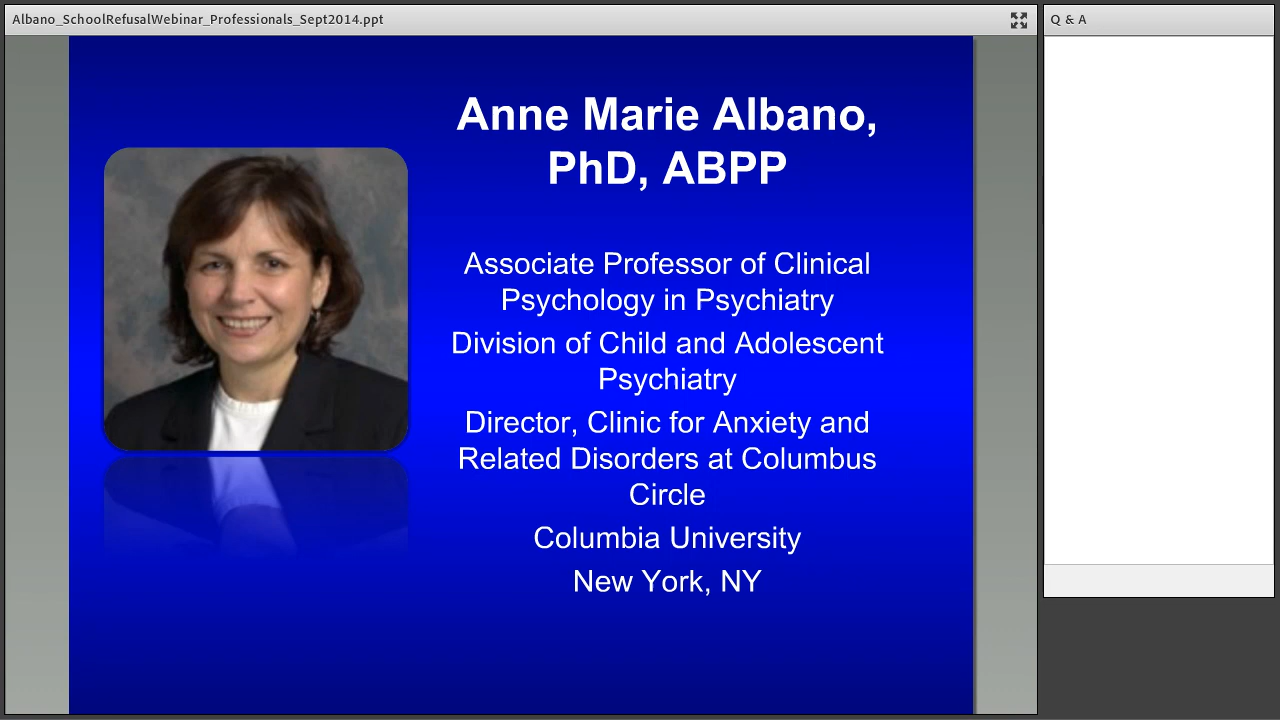 Albano_SchoolRefusalWebinar_Professionals_Sept2014.ppt
Q & A
Anne Marie Albano,
PhD, ABPP
Associate Professor of Clinical
Psychology in Psychiatry
Division of Child and Adolescent
Psychiatry
Director, Clinic for Anxiety and
Related Disorders at Columbus
Circle
Columbia University
New York, NY